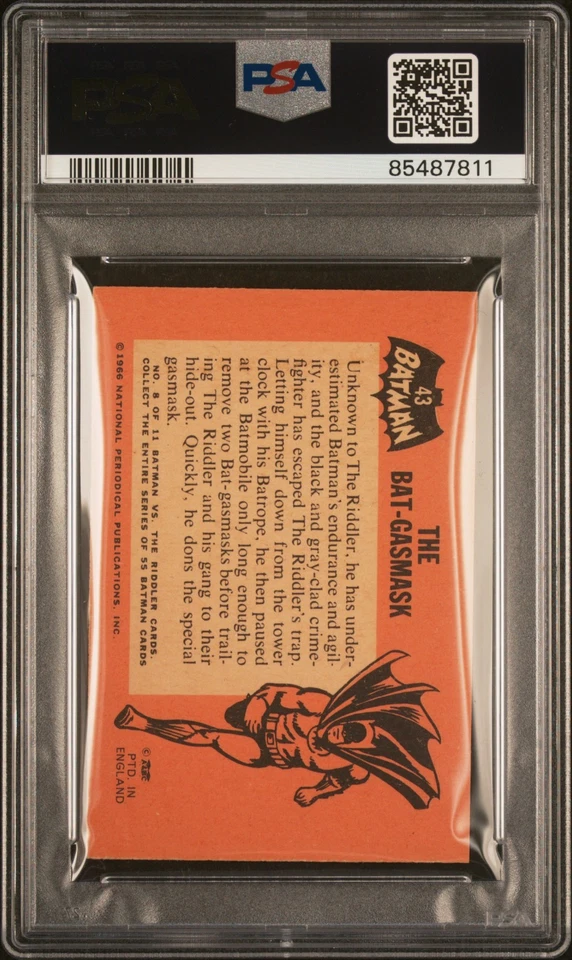 PSA
85487811
43
BATMAN
THE
BAT-GASMASK
Unknown to The Riddler, he has under-
estimated Batman's endurance and agil-
ity, and the black and gray-clad crime-
fighter has escaped The Riddler's trap.
Letting himself down from the tower
clock with his Batrope, he then paused
at the Batmobile only long enough to
remove two Bat-gasmasks before trail-
ing The Riddler and his gang to their
hide-out. Quickly, he dons the special
gasmask.
NO. 8 OF 11 BATMAN VS. THE RIDDLER CARDS.
COLLECT THE ENTIRE SERIES OF 55 BATMAN CARDS
© 1966 NATIONAL PERIODICAL PUBLICATIONS, INC.
© A&BC
PTD. IN
ENGLAND
PSA